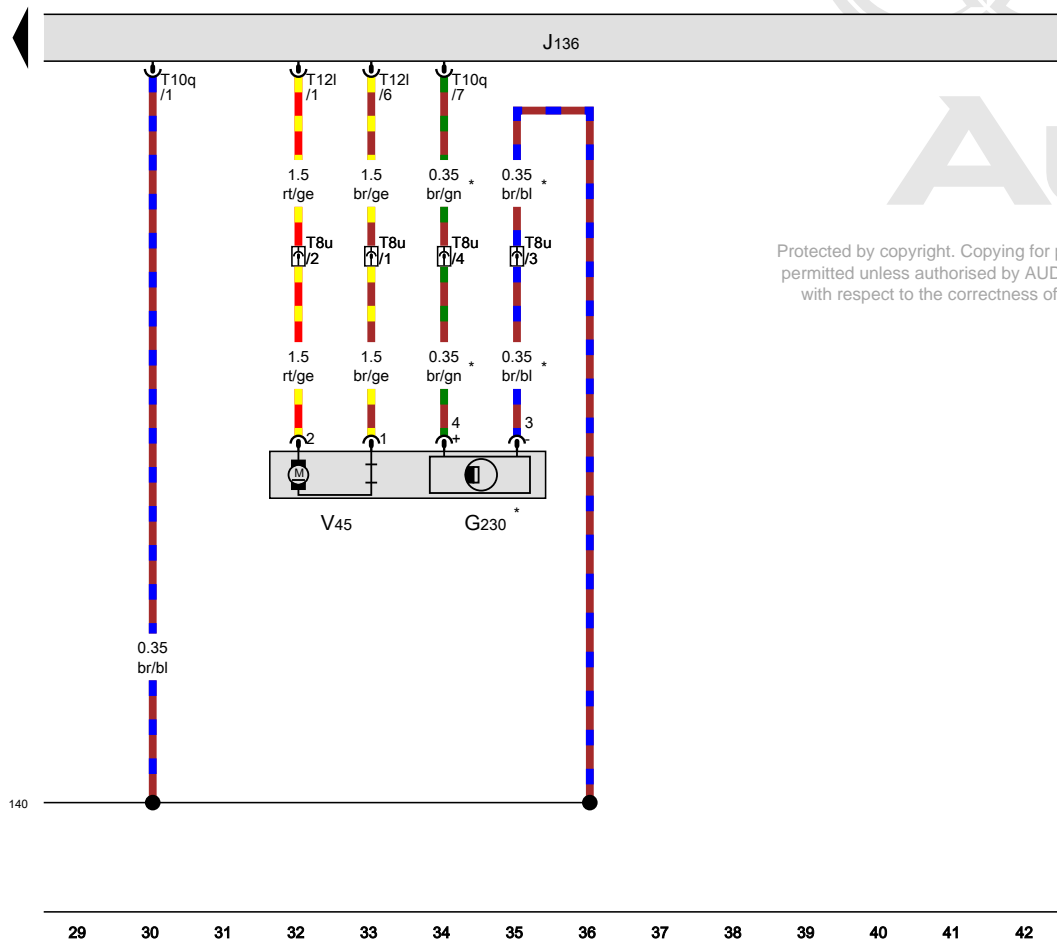 J136
T10q
/1
T12l
/1
T12l
/6
T10q
/7
1.5
rt/ge
1.5
br/ge
0.35
br/gn *
0.35
br/bl *
T8u
/2
T8u
/1
T8u
/4
T8u
/3
1.5
rt/ge
1.5
br/ge
0.35
br/gn *
0.35
br/bl *
2
1
4
+
3
-
M
V45
G230 *
0.35
br/bl
140
29 30 31 32 33 34 35 36 37 38 39 40 41 42
Protected by copyright. Copying for p
permitted unless authorised by AUD
with respect to the correctness of